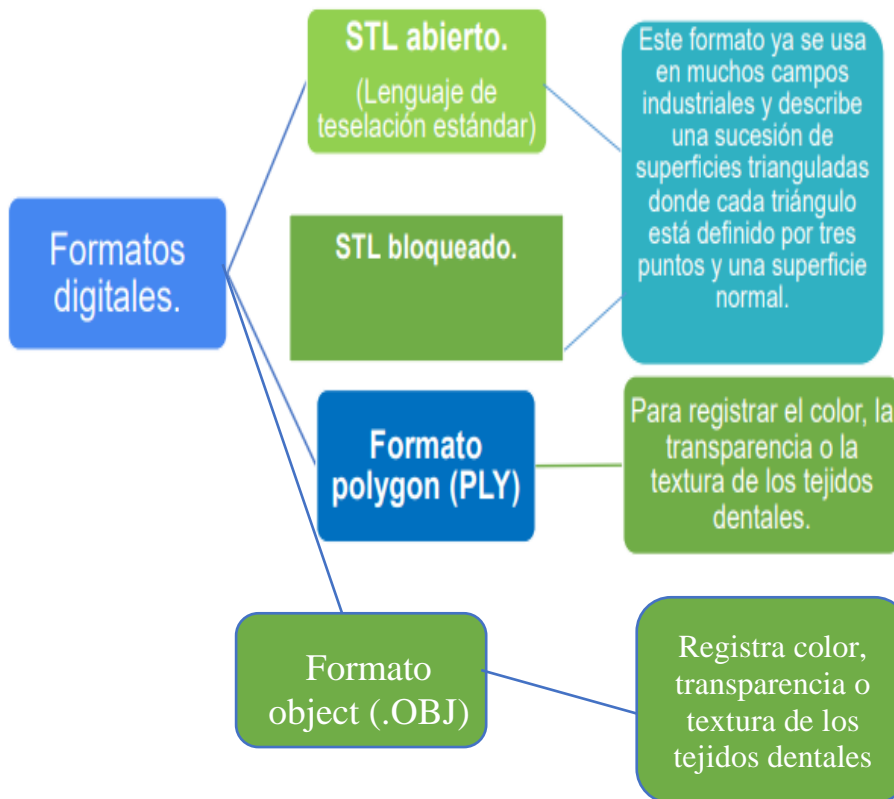 STL abierto.
(Lenguaje de
teselación estándar)
Este formato ya se usa
en muchos campos
industriales y describe
una sucesión de
superficies trianguladas
donde cada triángulo
está definido por tres
puntos y una superficie
normal.
Formatos
digitales.
STL bloqueado.
Formato
polygon (PLY)
Para registrar el color, la
transparencia o la
textura de los tejidos
dentales.
Formato
object (.OBJ)
Registra color,
transparencia o
textura de los
tejidos dentales